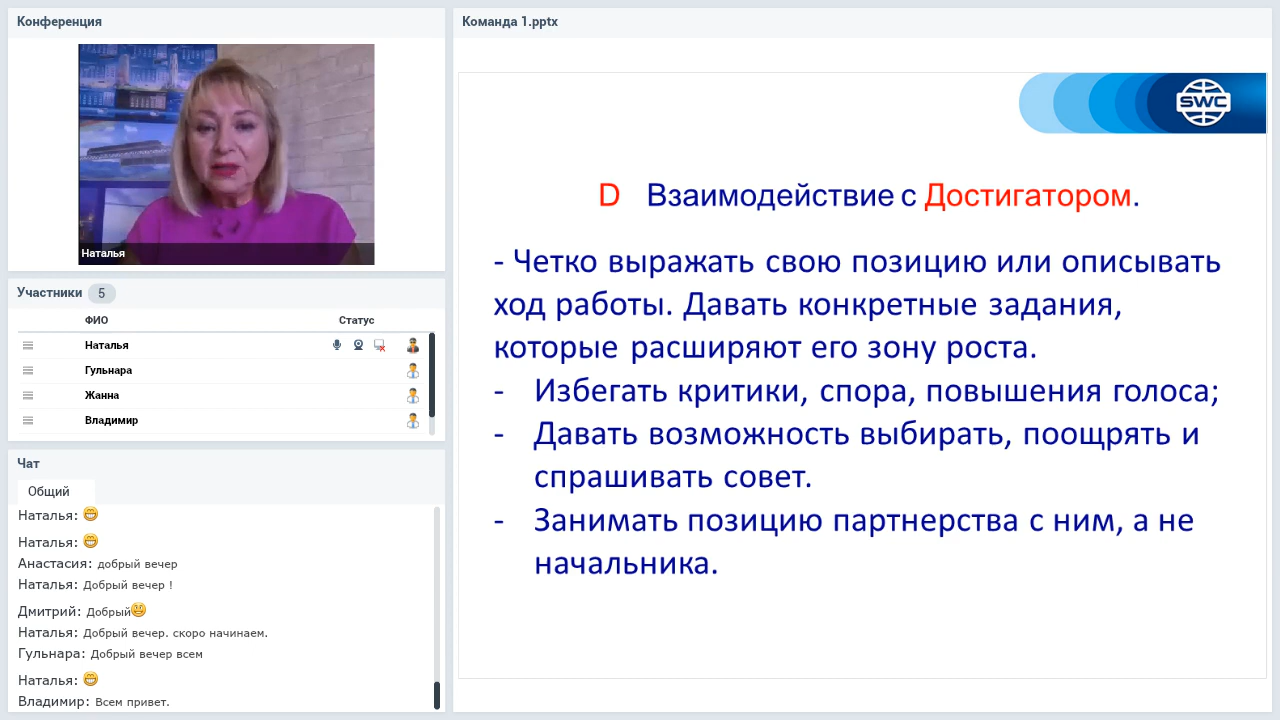 Конференция
Наталья
Участники 5
ФИО Статус
Наталья
Гульнара
Жанна
Владимир
Чат
Общий
Наталья:
Наталья:
Анастасия: добрый вечер
Наталья: Добрый вечер !
Дмитрий: Добрый
Наталья: Добрый вечер. скоро начинаем.
Гульнара: Добрый вечер всем
Наталья:
Владимир: Всем привет.
Команда 1.pptx
SWC
D Взаимодействие с Достигатором.
- Четко выражать свою позицию или описывать
ход работы. Давать конкретные задания,
которые расширяют его зону роста.
- Избегать критики, спора, повышения голоса;
- Давать возможность выбирать, поощрять и
спрашивать совет.
- Занимать позицию партнерства с ним, а не
начальника.